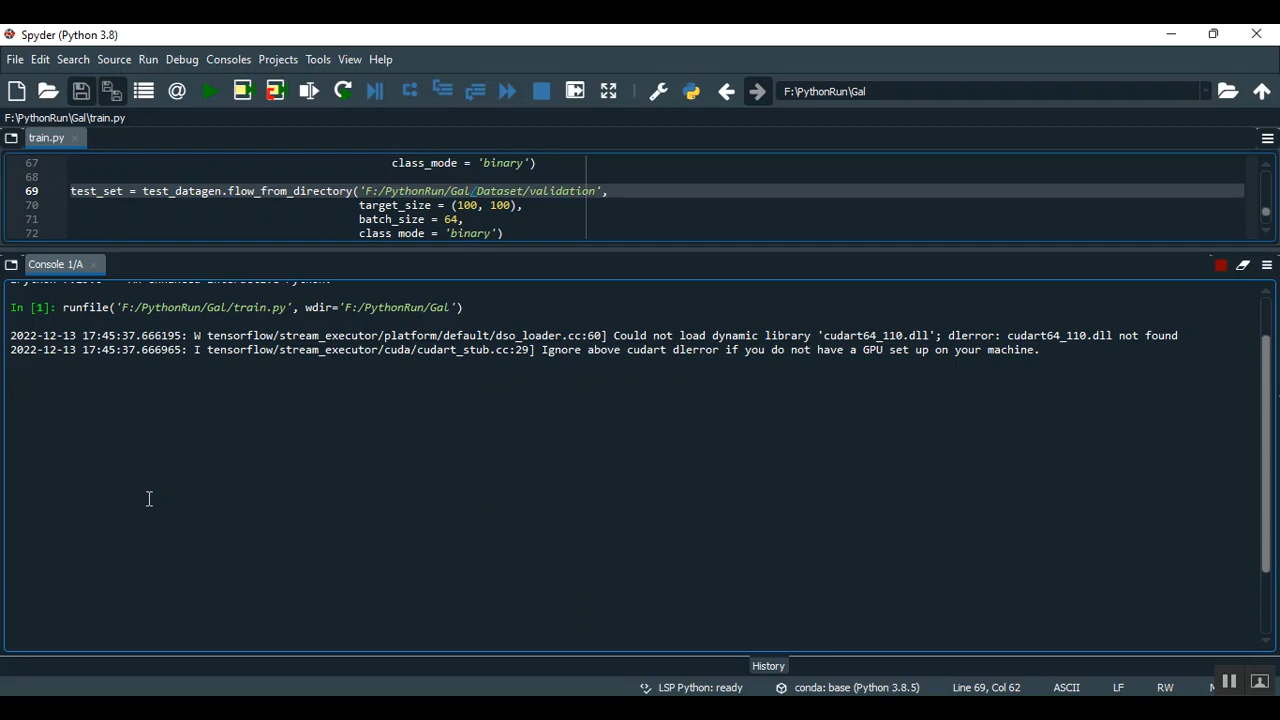 Spyder (Python 3.8)
File Edit Search Source Run Debug Consoles Projects Tools View Help
F:\PythonRun\Gal
F:\PythonRun\Gal\train.py
train.py
67 class_mode = 'binary')
68
69 test_set = test_datagen.flow_from_directory('F:/PythonRun/Gal/Dataset/validation',
70 target_size = (100, 100),
71 batch_size = 64,
72 class_mode = 'binary')
Console 1/A
In [1]: runfile('F:/PythonRun/Gal/train.py', wdir='F:/PythonRun/Gal')
2022-12-13 17:45:37.666195: W tensorflow/stream_executor/platform/default/dso_loader.cc:60] Could not load dynamic library 'cudart64_110.dll'; dlerror: cudart64_110.dll not found
2022-12-13 17:45:37.666965: I tensorflow/stream_executor/cuda/cudart_stub.cc:29] Ignore above cudart dlerror if you do not have a GPU set up on your machine.
History
LSP Python: ready conda: base (Python 3.8.5) Line 69, Col 62 ASCII LF RW